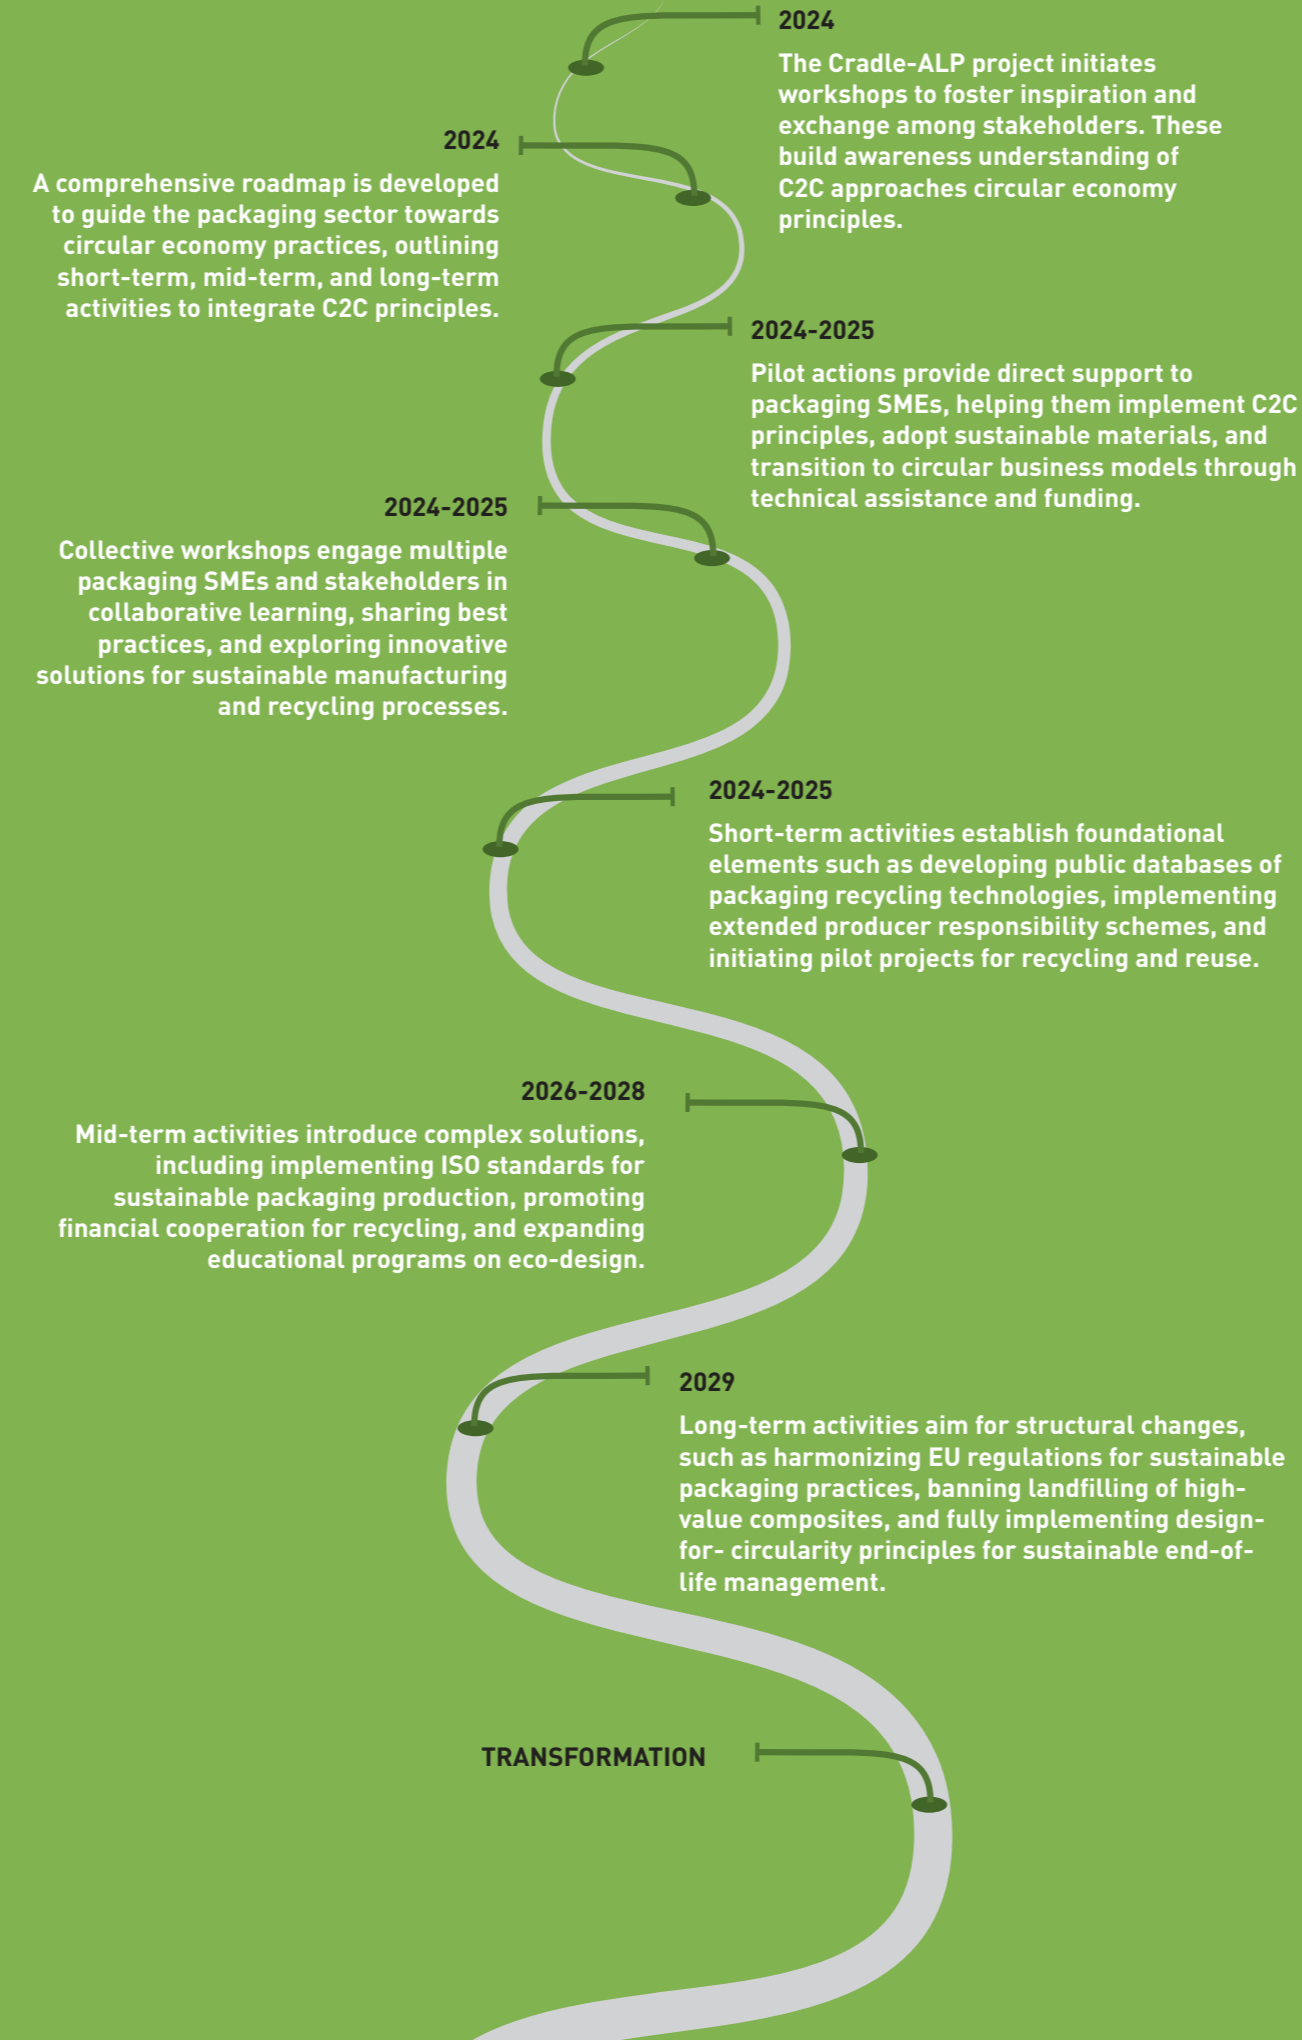 2024
The Cradle-ALP project initiates
workshops to foster inspiration and
exchange among stakeholders. These
build awareness understanding of
C2C approaches circular economy
principles.
2024
A comprehensive roadmap is developed
to guide the packaging sector towards
circular economy practices, outlining
short-term, mid-term, and long-term
activities to integrate C2C principles.
2024-2025
Pilot actions provide direct support to
packaging SMEs, helping them implement C2C
principles, adopt sustainable materials, and
transition to circular business models through
technical assistance and funding.
2024-2025
Collective workshops engage multiple
packaging SMEs and stakeholders in
collaborative learning, sharing best
practices, and exploring innovative
solutions for sustainable manufacturing
and recycling processes.
2024-2025
Short-term activities establish foundational
elements such as developing public databases of
packaging recycling technologies, implementing
extended producer responsibility schemes, and
initiating pilot projects for recycling and reuse.
2026-2028
Mid-term activities introduce complex solutions,
including implementing ISO standards for
sustainable packaging production, promoting
financial cooperation for recycling, and expanding
educational programs on eco-design.
2029
Long-term activities aim for structural changes,
such as harmonizing EU regulations for sustainable
packaging practices, banning landfilling of high-
value composites, and fully implementing design-
for- circularity principles for sustainable end-of-
life management.
TRANSFORMATION